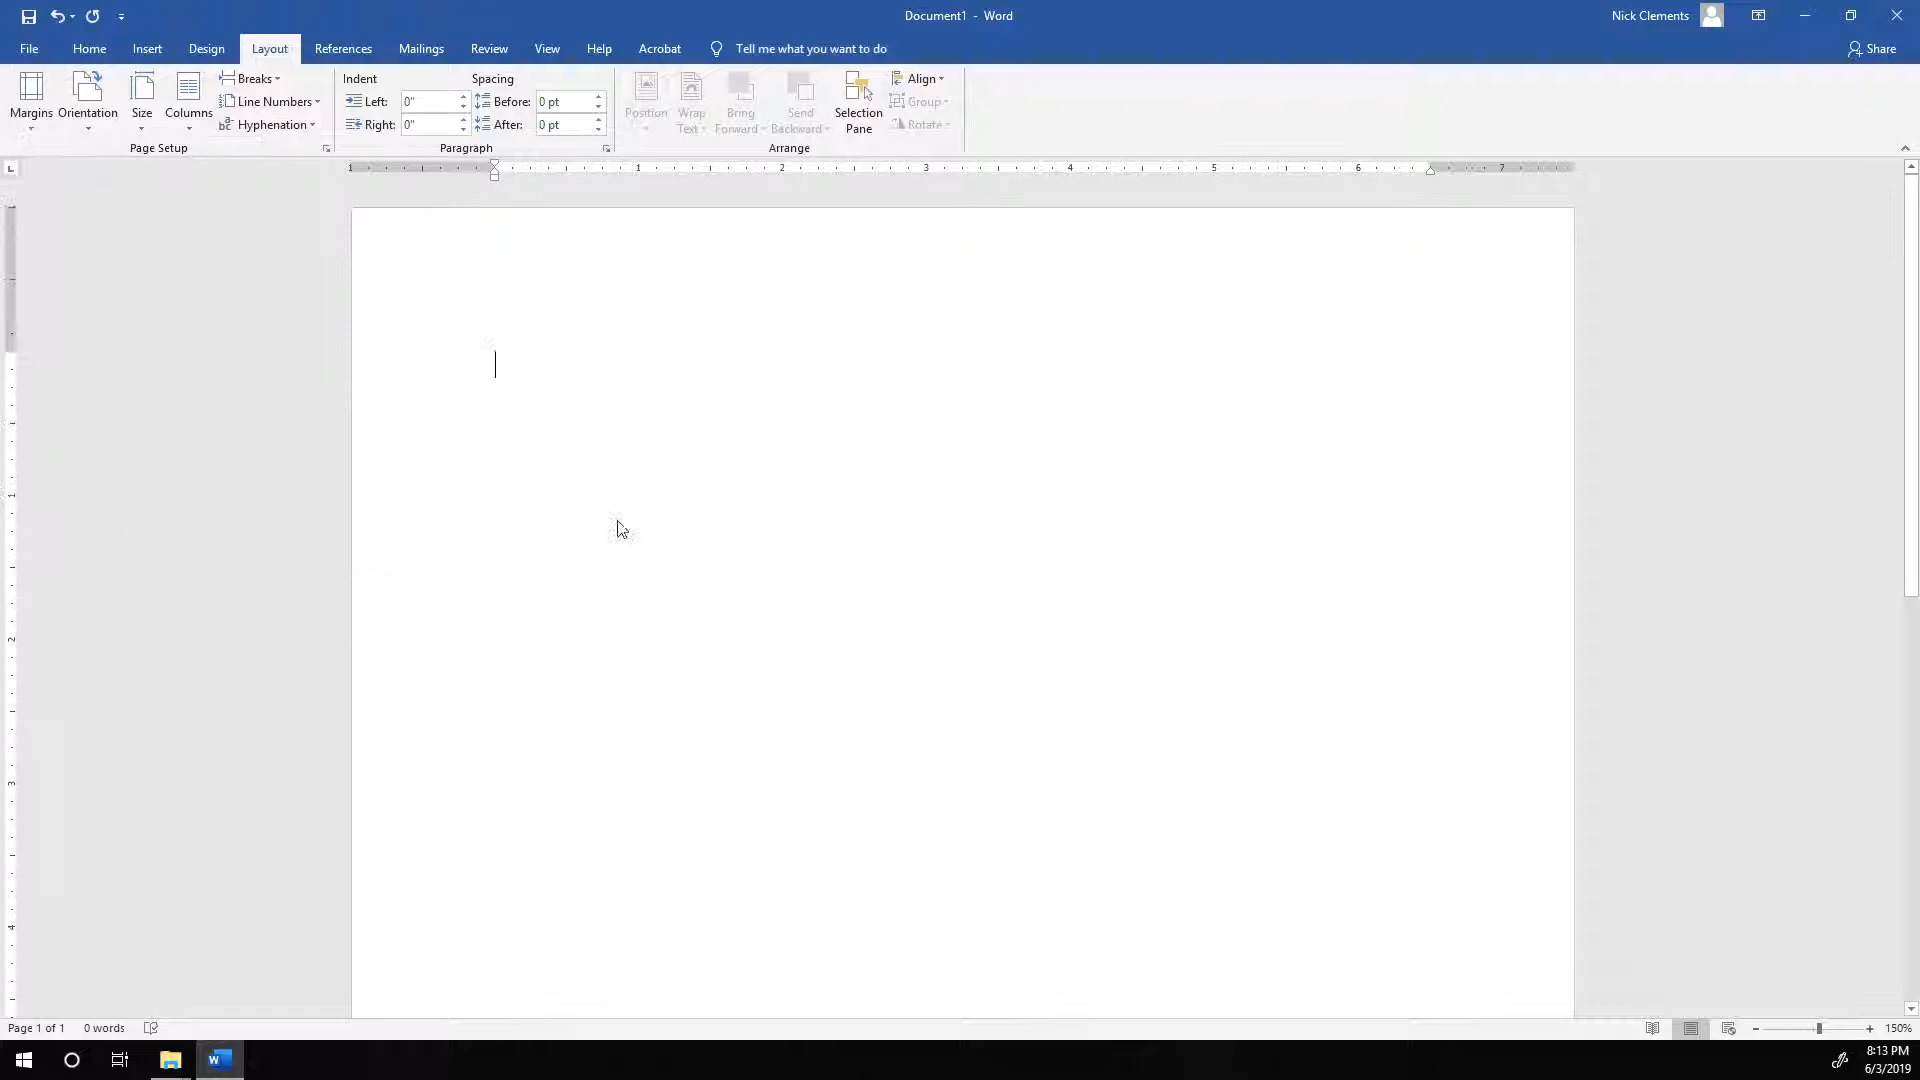 Document1 - Word
Nick Clements
File Home Insert Design Layout References Mailings Review View Help Acrobat Tell me what you want to do Share
Margins Orientation Size Columns
Breaks
Line Numbers
Hyphenation
Page Setup
Indent Spacing
Left: 0" Before: 0 pt
Right: 0" After: 0 pt
Paragraph
Position
Wrap
Text
Bring
Forward
Send
Backward
Selection
Pane
Align
Group
Rotate
Arrange
1 1 2 3 4 5 6 7
1
2
3
4
Page 1 of 1 0 words
150%
8:13 PM
6/3/2019